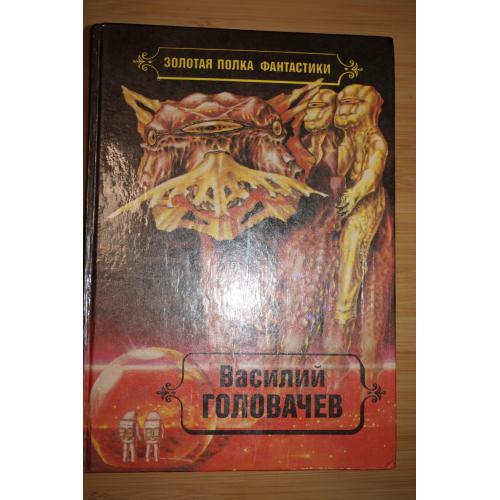 ЗОЛОТАЯ ПОЛКА ФАНТАСТИКИ
Василий
ГОЛОВАЧЕВ